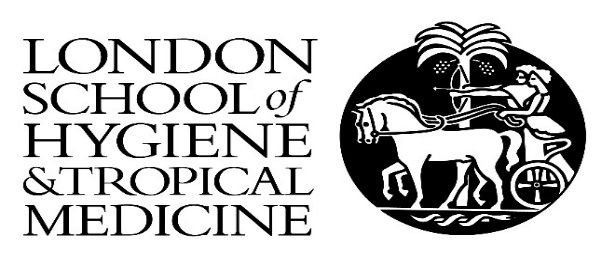 LONDON
SCHOOL of
HYGIENE
& TROPICAL
MEDICINE